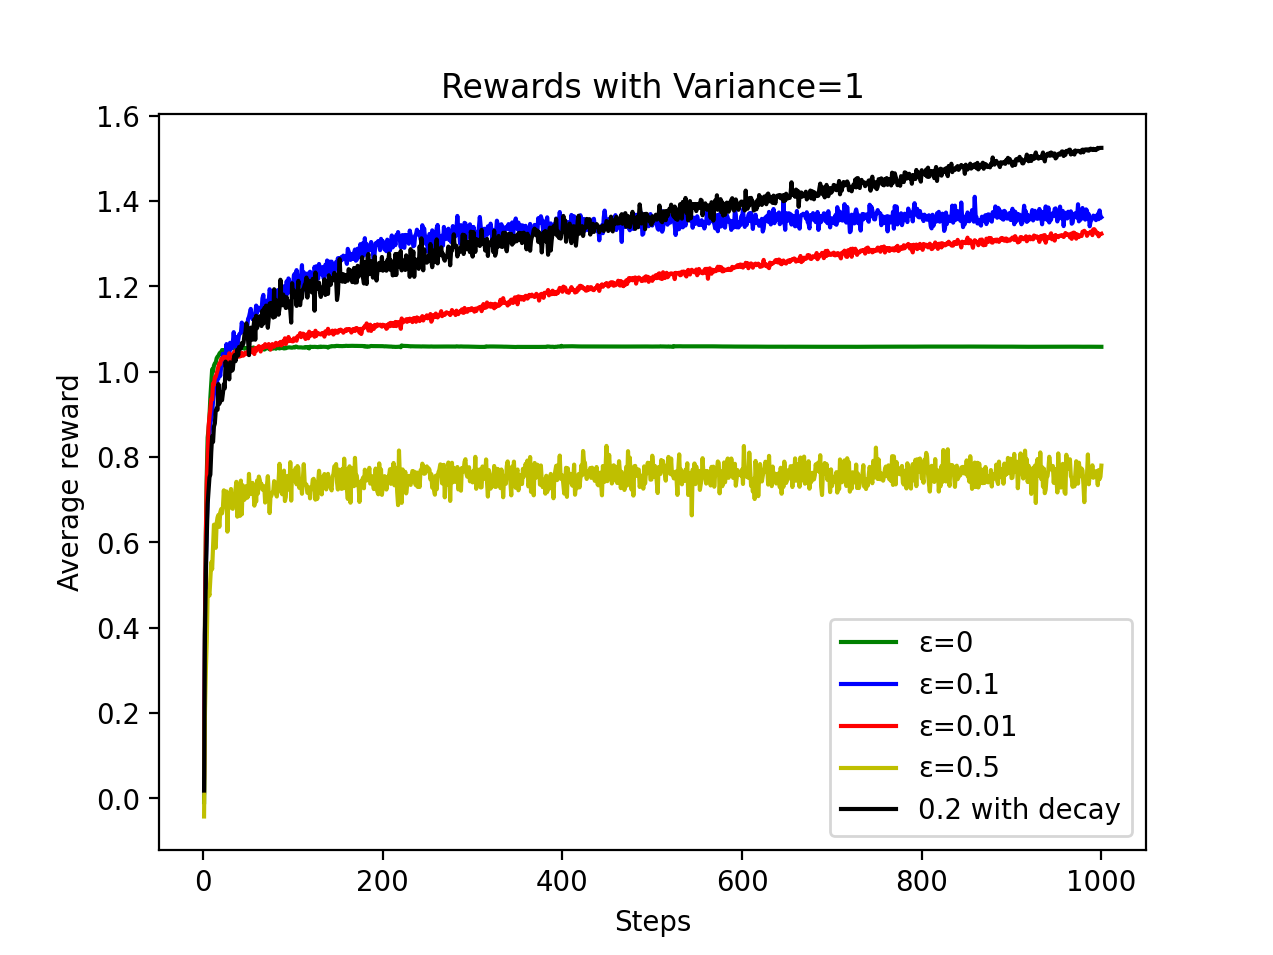 Rewards with Variance=1
1.6
1.4
1.2
1.0
0.8
0.6
0.4
0.2
0.0
Average reward
0
200
400
600
800
1000
Steps
ε=0
ε=0.1
ε=0.01
ε=0.5
0.2 with decay